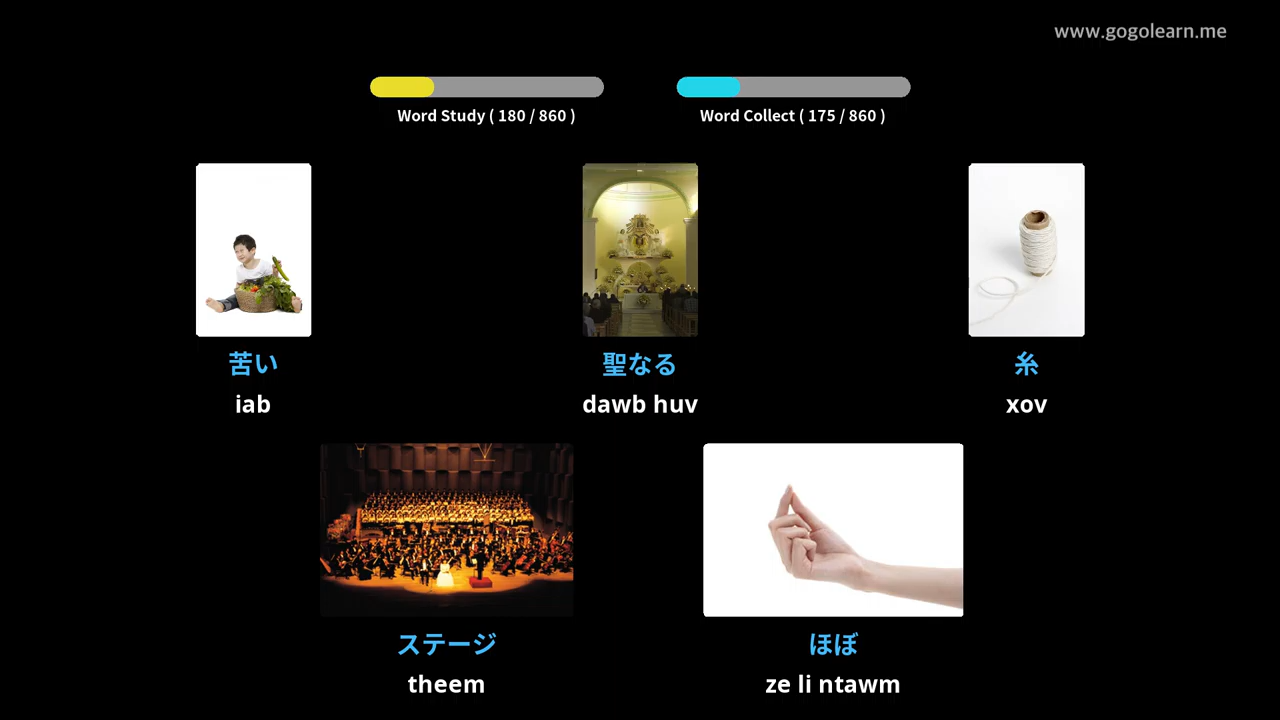 www.gogolearn.me
Word Study ( 180 / 860 )
Word Collect ( 175 / 860 )
苦い
iab
聖なる
dawb huv
糸
xov
ステージ
theem
ほぼ
ze li ntawm